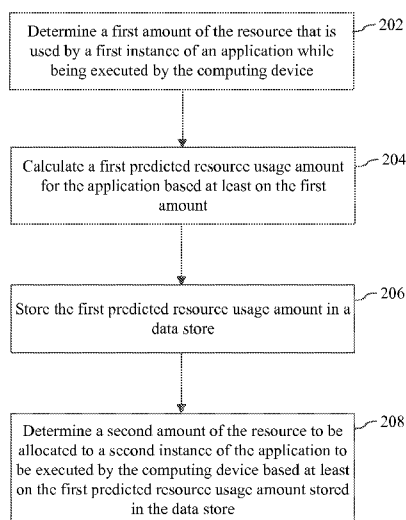 Determine a first amount of the resource that is
used by a first instance of an application while
being executed by the computing device
202
Calculate a first predicted resource usage amount
for the application based at least on the first
amount
204
Store the first predicted resource usage amount in a
data store
206
Determine a second amount of the resource to be
allocated to a second instance of the application to
be executed by the computing device based at least
on the first predicted resource usage amount stored
in the data store
208